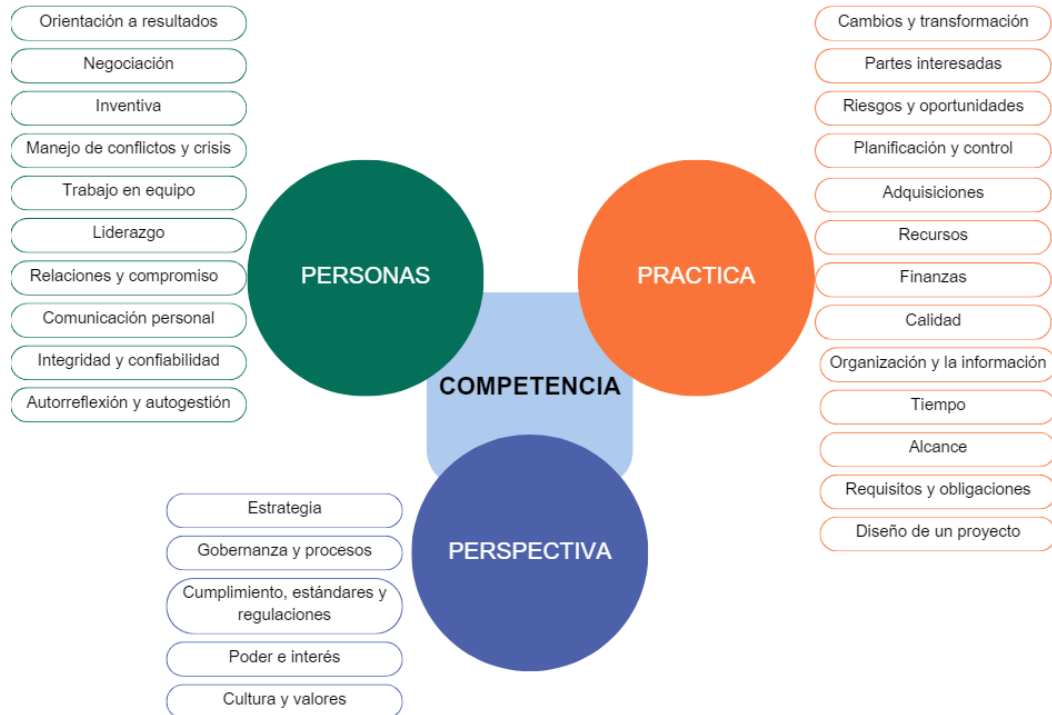 Orientación a resultados
Negociación
Inventiva
Manejo de conflictos y crisis
Trabajo en equipo
Liderazgo
Relaciones y compromiso
Comunicación personal
Integridad y confiabilidad
Autorreflexión y autogestión
PERSONAS
COMPETENCIA
PRACTICA
Cambios y transformación
Partes interesadas
Riesgos y oportunidades
Planificación y control
Adquisiciones
Recursos
Finanzas
Calidad
Organización y la información
Tiempo
Alcance
Requisitos y obligaciones
Diseño de un proyecto
Estrategia
Gobernanza y procesos
Cumplimiento, estándares y
regulaciones
Poder e interés
Cultura y valores
PERSPECTIVA